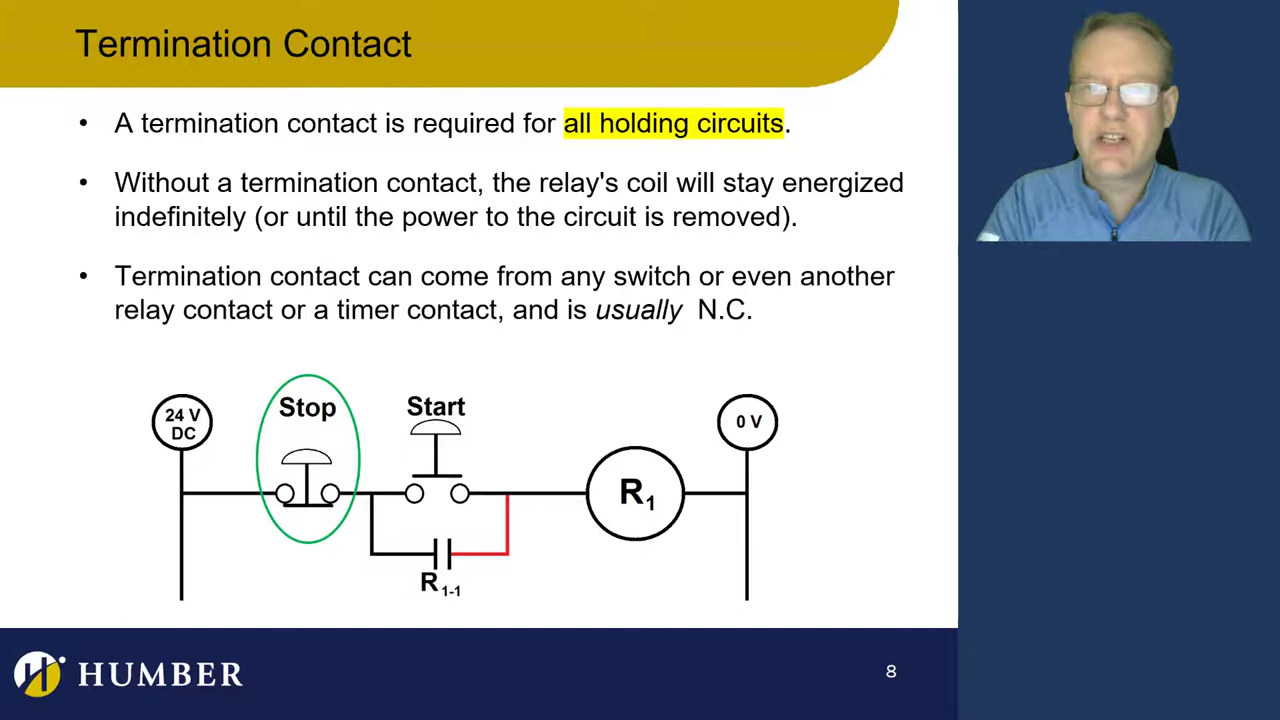 Termination Contact
• A termination contact is required for all holding circuits.
• Without a termination contact, the relay's coil will stay energized
indefinitely (or until the power to the circuit is removed).
• Termination contact can come from any switch or even another
relay contact or a timer contact, and is usually N.C.
24 V
DC
Stop
Start
0 V
R1
R1-1
HUMBER
8